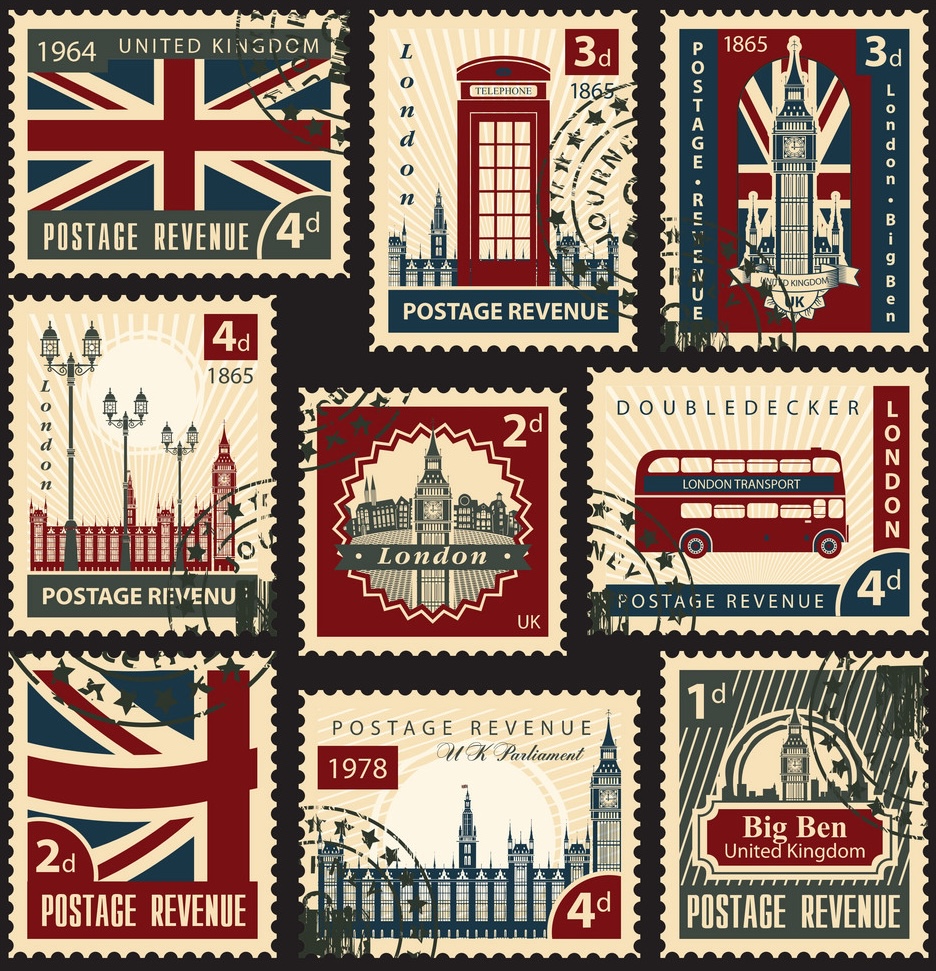 1964 UNITED KINGDOM
POSTAGE REVENUE 4d
London
3d
TELEPHONE
1865
POSTAGE REVENUE
POSTAGE • REVENUE
1865
3d
London • Big Ben
UNITED KINGDOM
UK
4d
1865
London
POSTAGE REVENUE
2d
• London •
UK
DOUBLEDECKER
LONDON
LONDON TRANSPORT
POSTAGE REVENUE 4d
2d
POSTAGE REVENUE
POSTAGE REVENUE
UK Parliament
1978
4d
1d
Big Ben
United Kingdom
POSTAGE REVENUE